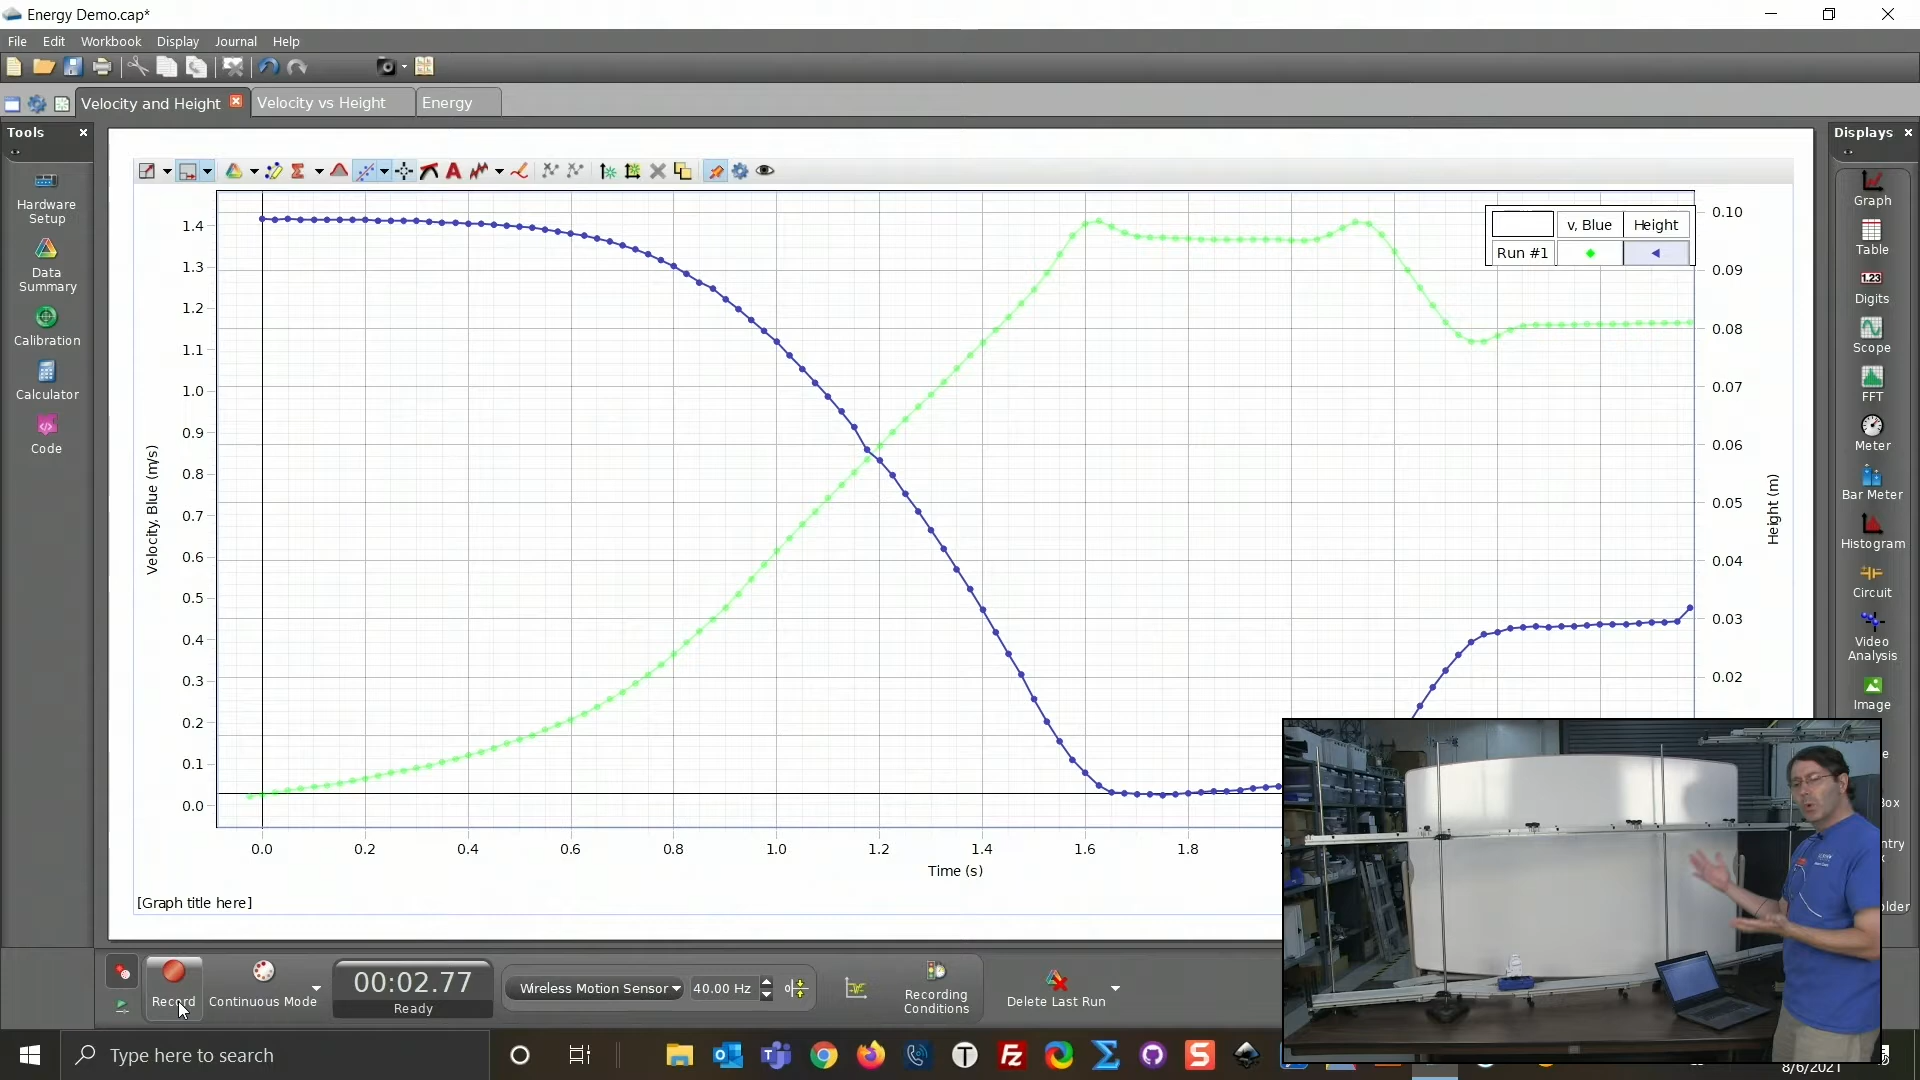 Energy Demo.cap*
File Edit Workbook Display Journal Help
Velocity and Height Velocity vs Height Energy
Tools
Hardware
Setup
Data
Summary
Calibration
Calculator
Code
v, Blue Height
Run #1
1.4
1.3
1.2
1.1
1.0
0.9
0.8
0.7
0.6
0.5
0.4
0.3
0.2
0.1
0.0
Velocity, Blue (m/s)
0.10
0.09
0.08
0.07
0.06
0.05
0.04
0.03
0.02
Height (m)
0.0 0.2 0.4 0.6 0.8 1.0 1.2 1.4 1.6 1.8
Time (s)
[Graph title here]
Displays
Graph
Table
1.23
Digits
Scope
FFT
Meter
Bar Meter
Histogram
Circuit
Video
Analysis
Image
Record
Continuous Mode
00:02.77
Ready
Wireless Motion Sensor
40.00 Hz
Recording
Conditions
Delete Last Run
Type here to search
8/6/2021